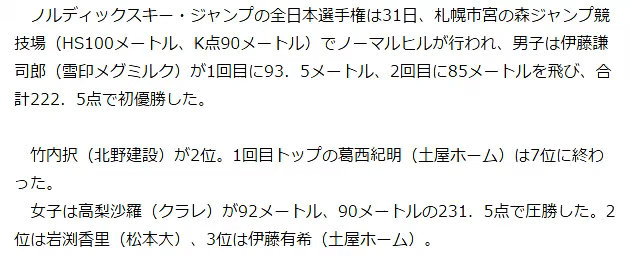 ノルディックスキー・ジャンプの全日本選手権は31日、札幌市宮の森ジャンプ競
技場（HS100メートル、K点90メートル）でノーマルヒルが行われ、男子は伊藤謙
司郎（雪印メグミルク）が1回目に93．5メートル、2回目に85メートルを飛び、合
計222．5点で初優勝した。
　竹内択（北野建設）が2位。1回目トップの葛西紀明（土屋ホーム）は7位に終わ
った。
　女子は高梨沙羅（クラレ）が92メートル、90メートルの231．5点で圧勝した。2
位は岩渕香里（松本大）、3位は伊藤有希（土屋ホーム）。